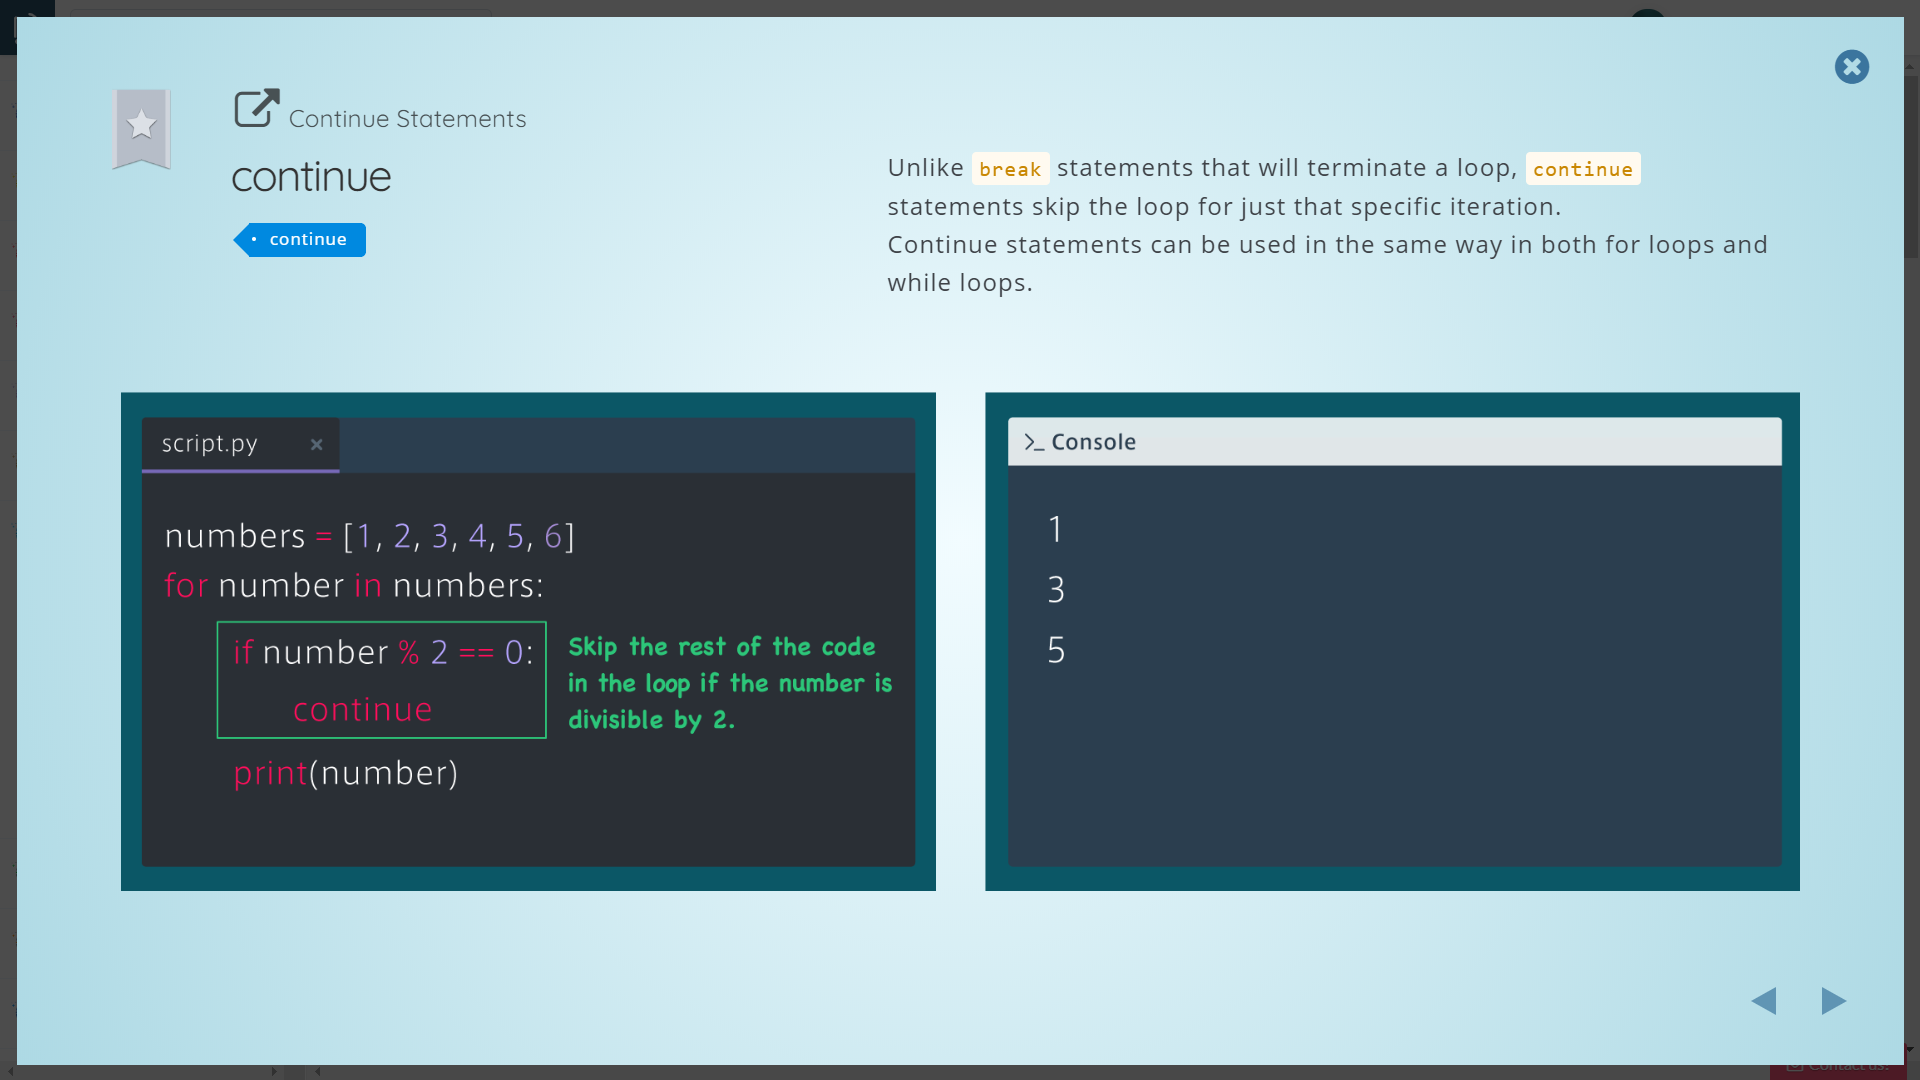 Continue Statements
continue
continue
Unlike break statements that will terminate a loop, continue
statements skip the loop for just that specific iteration.
Continue statements can be used in the same way in both for loops and
while loops.
script.py
numbers = [1, 2, 3, 4, 5, 6]
for number in numbers:
if number % 2 == 0:
continue
print(number)
Skip the rest of the code
in the loop if the number is
divisible by 2.
>_ Console
1
3
5
Contact us!